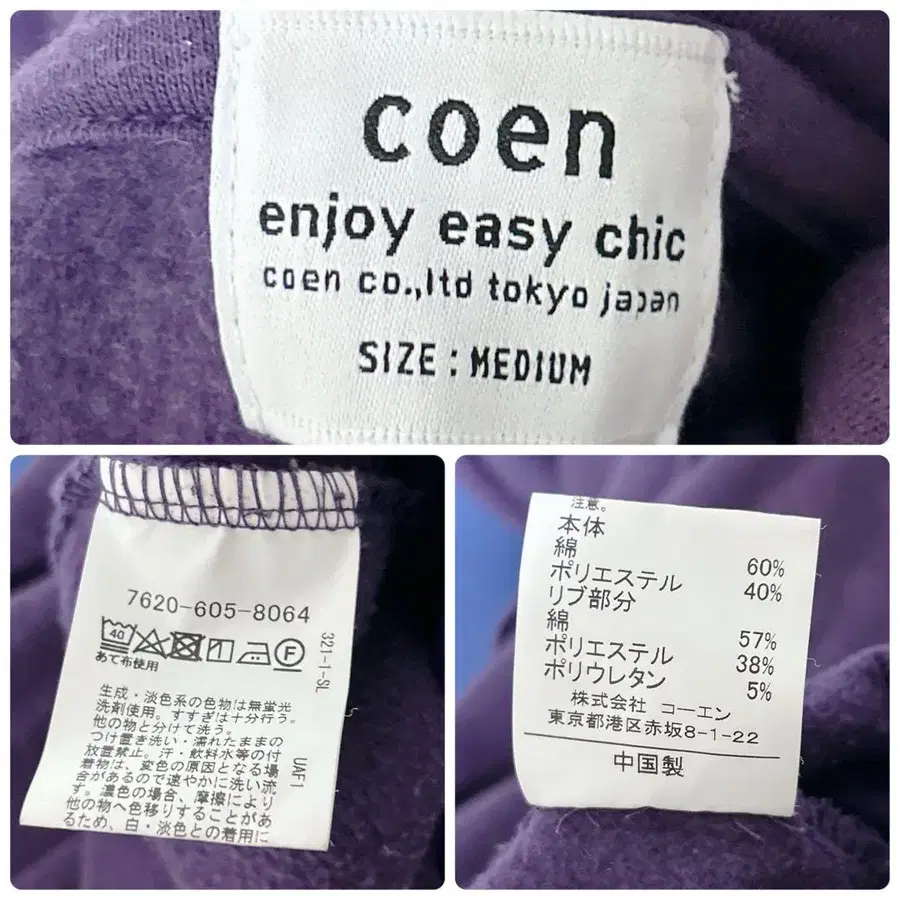 coen
enjoy easy chic
coen co.,ltd tokyo japan
SIZE : MEDIUM
7620-605-8064
40
F
あて布使用
321-1-SL
UAF1
生成・淡色系の色物は無蛍光
洗剤使用。すすぎは十分行う。
他の物と分けて洗う。
つけ置き洗い・濡れたままの
放置禁止。汗・飲料水等の付
着物は、変色の原因となる場
合があるので速やかに洗い流
す。濃色の場合、摩擦により
他の物へ色移りすることがあ
るため、白・淡色との着用に
注意。
本体
綿 60%
ポリエステル 40%
リブ部分
綿 57%
ポリエステル 38%
ポリウレタン 5%
株式会社 コーエン
東京都港区赤坂8-1-22
中国製